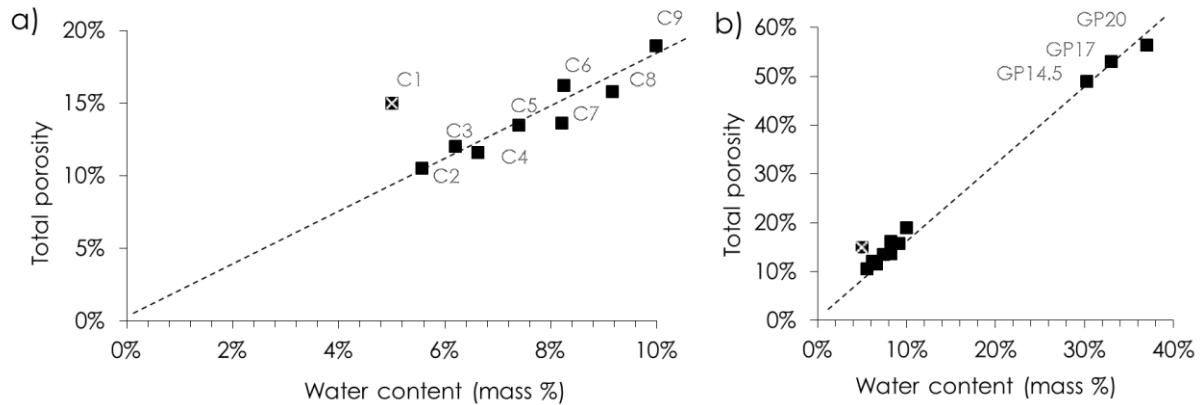 a)
20%
15%
10%
5%
0%
Total porosity
C1
C2
C3
C4
C5
C6
C7
C8
C9
0% 2% 4% 6% 8% 10%
Water content (mass %)
b)
60%
50%
40%
30%
20%
10%
0%
Total porosity
GP20
GP17
GP14.5
0% 10% 20% 30% 40%
Water content (mass %)